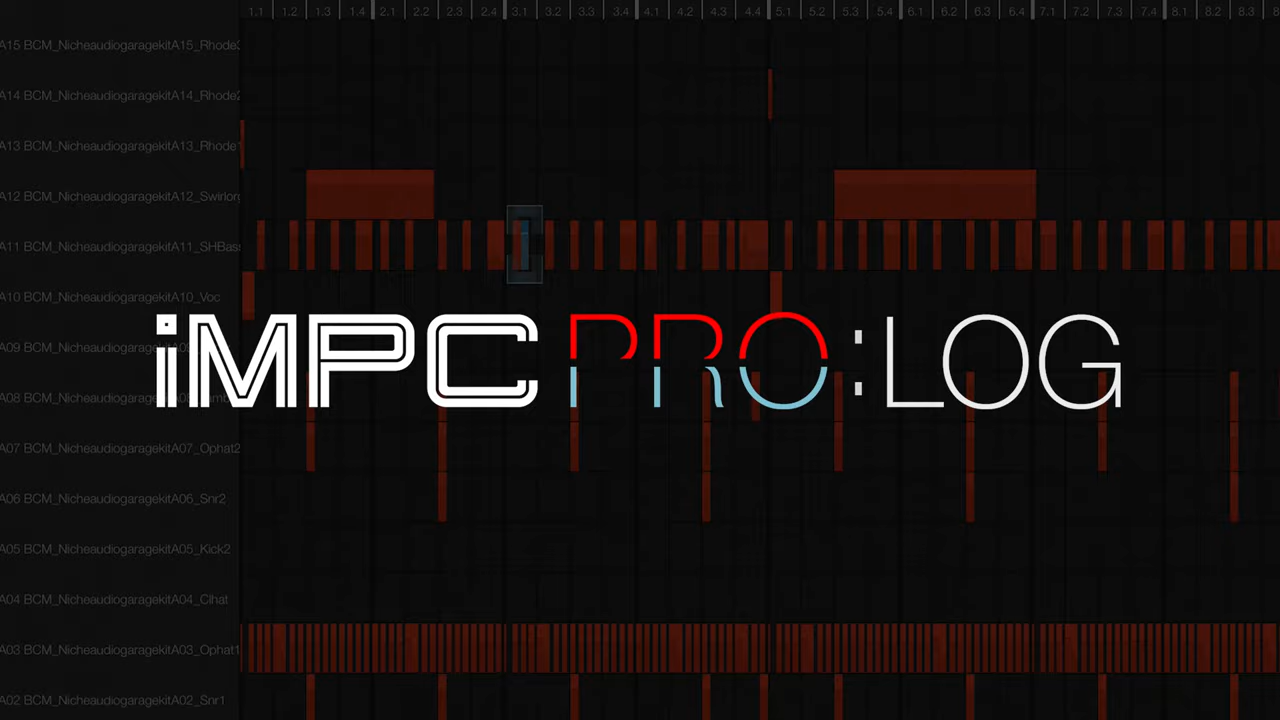 1.1 1.2 1.3 1.4 2.1 2.2 2.3 2.4 3.1 3.2 3.3 3.4 4.1 4.2 4.3 4.4 5.1 5.2 5.3 5.4 6.1 6.2 6.3 6.4 7.1 7.2 7.3 7.4 8.1 8.2 8.3
A15 BCM_NicheaudiogaragekitA15_Rhode3
A14 BCM_NicheaudiogaragekitA14_Rhode2
A13 BCM_NicheaudiogaragekitA13_Rhode1
A12 BCM_NicheaudiogaragekitA12_Swirlorg
A11 BCM_NicheaudiogaragekitA11_SHBass
A10 BCM_NicheaudiogaragekitA10_Voc
iMPC PRO:LOG
A07 BCM_NicheaudiogaragekitA07_Ophat2
A06 BCM_NicheaudiogaragekitA06_Snr2
A05 BCM_NicheaudiogaragekitA05_Kick2
A04 BCM_NicheaudiogaragekitA04_Clhat
A03 BCM_NicheaudiogaragekitA03_Ophat1
A02 BCM_NicheaudiogaragekitA02_Snr1